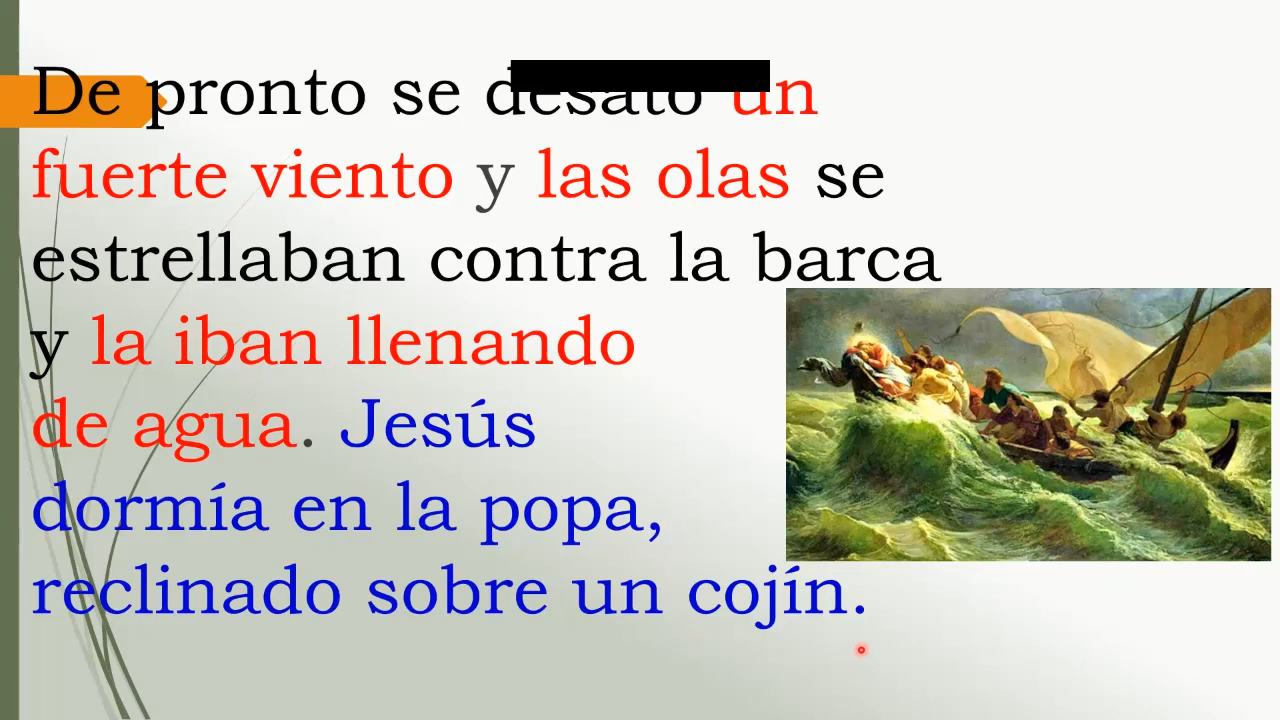 De pronto se desató un
fuerte viento y las olas se
estrellaban contra la barca
y la iban llenando
de agua. Jesús
dormía en la popa,
reclinado sobre un cojín.